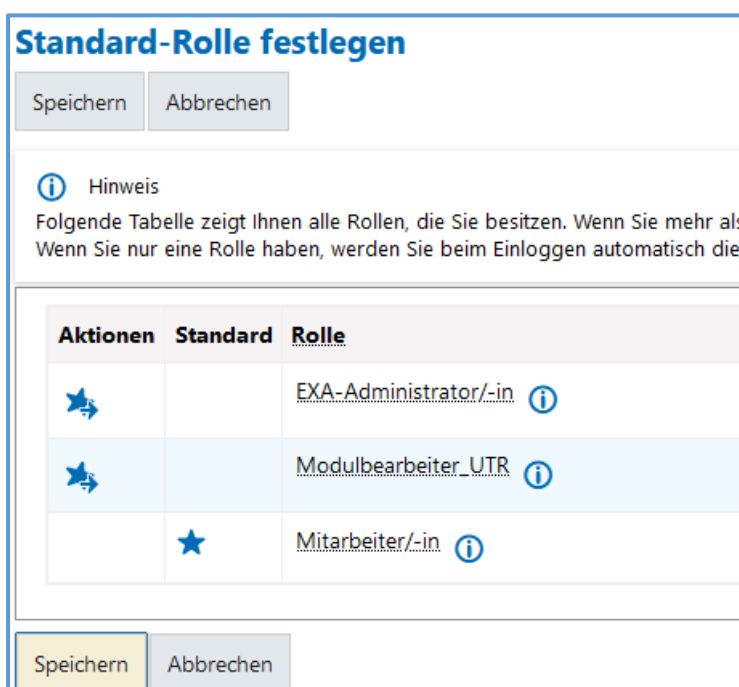 Standard-Rolle festlegen
Speichern Abbrechen
Hinweis
Folgende Tabelle zeigt Ihnen alle Rollen, die Sie besitzen. Wenn Sie mehr als
Wenn Sie nur eine Rolle haben, werden Sie beim Einloggen automatisch die
Aktionen Standard Rolle
EXA-Administrator/-in
Modulbearbeiter_UTR
Mitarbeiter/-in
Speichern Abbrechen